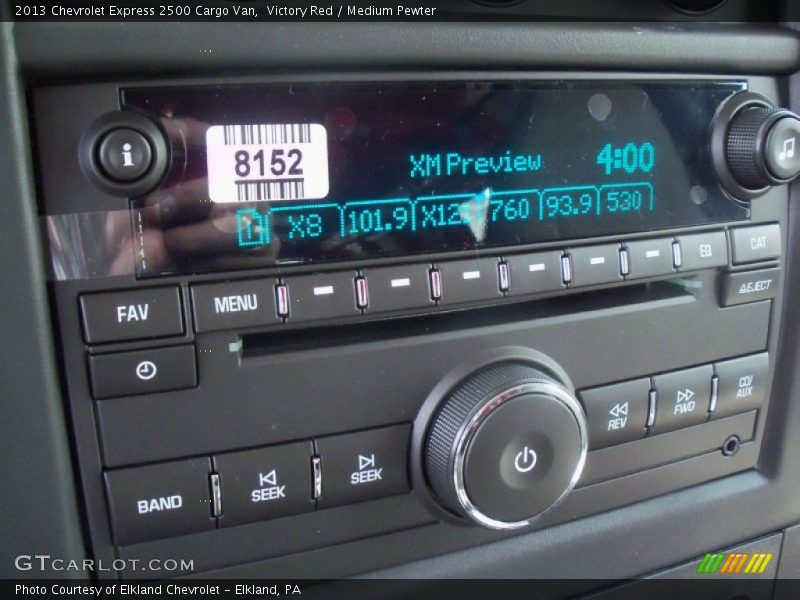 2013 Chevrolet Express 2500 Cargo Van,  Victory Red / Medium Pewter
i
8152
XM Preview
4:00
1 X8 101.9 760 93.9 530
FAV
MENU
EQ
CAT
EJECT
REV
FWD
CD/
AUX
BAND
SEEK
SEEK
GTCARLOT.COM
Photo Courtesy of Elkland Chevrolet – Elkland, PA